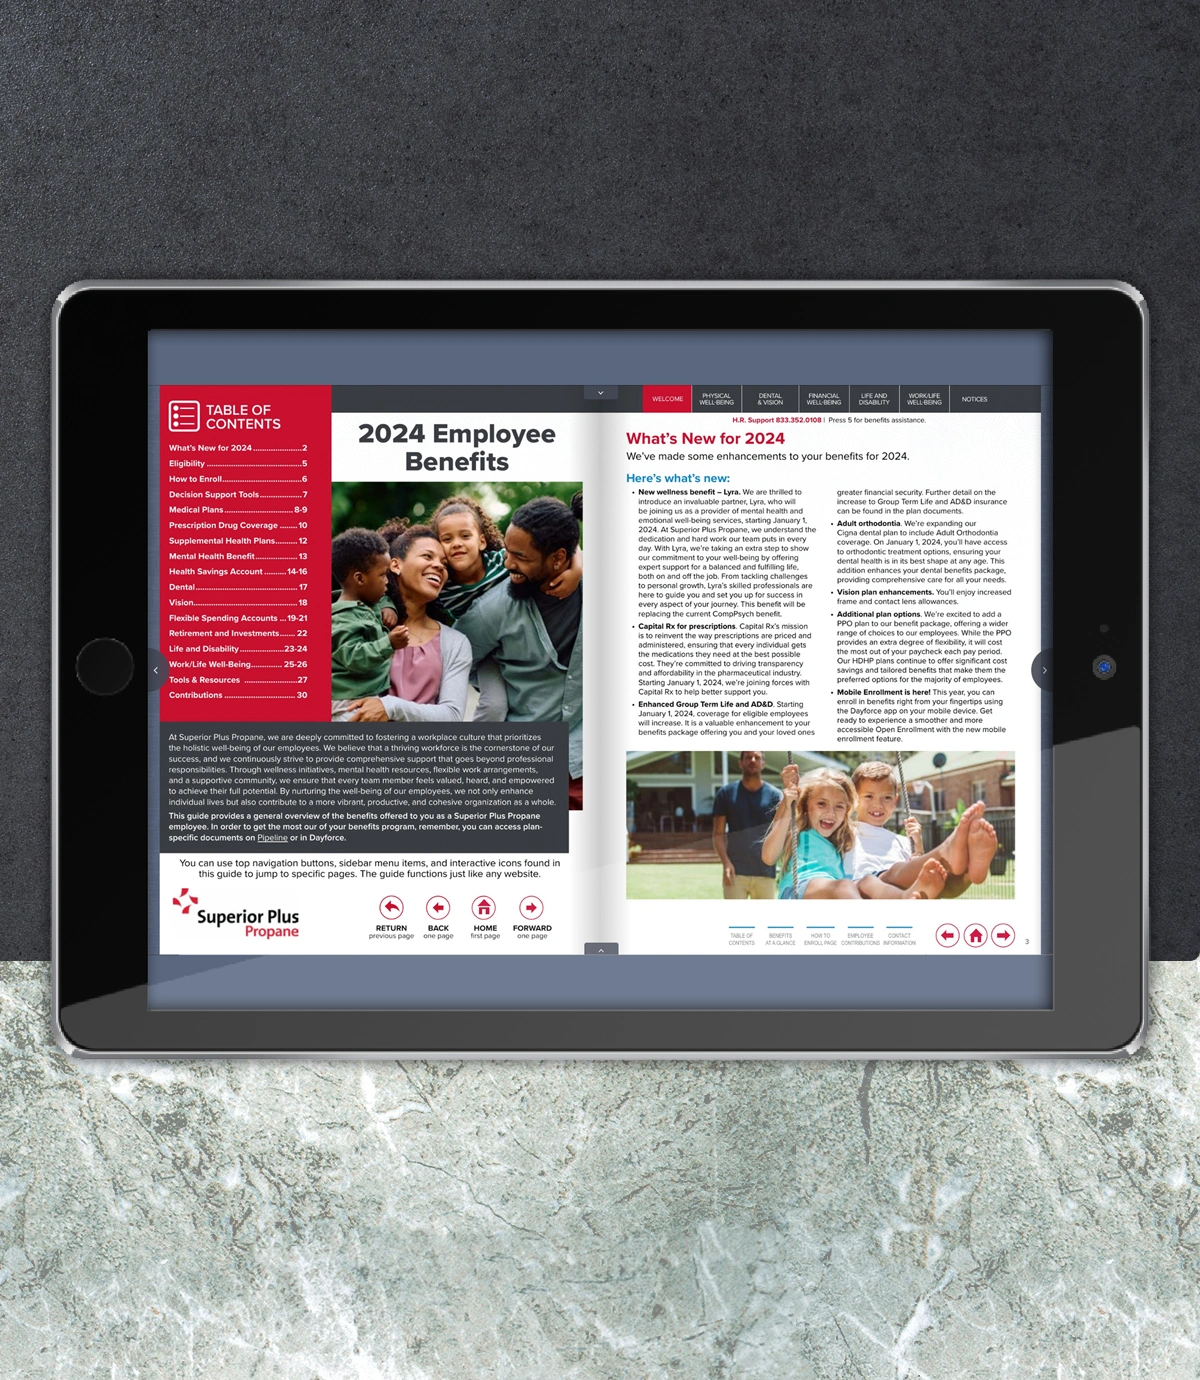 TABLE OF
CONTENTS
What's New for 2024.......................2
Eligibility .............................................5
How to Enroll.....................................6
Decision Support Tools...................7
Medical Plans ................................8-9
Prescription Drug Coverage ....... 10
Supplemental Health Plans......... 12
Mental Health Benefit................... 13
Health Savings Account..........14-16
Dental.............................................. 17
Vision............................................... 18
Flexible Spending Accounts ...19-21
Retirement and Investments...... 22
Life and Disability....................23-24
Work/Life Well-Being.............. 25-26
Tools & Resources .......................27
Contributions ................................ 30
2024 Employee
Benefits
At Superior Plus Propane, we are deeply committed to fostering a workplace culture that prioritizes
the holistic well-being of our employees. We believe that a thriving workforce is the cornerstone of our
success, and we continuously strive to provide comprehensive support that goes beyond professional
responsibilities. Through wellness initiatives, mental health resources, flexible work arrangements,
and a supportive community, we ensure that every team member feels valued, heard, and empowered
to achieve their full potential. By nurturing the well-being of our employees, we not only enhance
individual lives but also contribute to a more vibrant, productive, and cohesive organization as a whole.
This guide provides a general overview of the benefits offered to you as a Superior Plus Propane
employee. In order to get the most our of your benefits program, remember, you can access plan-
specific documents on Pipeline or in Dayforce.
You can use top navigation buttons, sidebar menu items, and interactive icons found in
this guide to jump to specific pages. The guide functions just like any website.
Superior Plus
Propane
RETURN
previous page
BACK
one page
HOME
first page
FORWARD
one page
WELCOME
PHYSICAL
WELL-BEING
DENTAL
& VISION
FINANCIAL
WELL-BEING
LIFE AND
DISABILITY
WORK/LIFE
WELL-BEING
NOTICES
H.R. Support 833.352.0108 | Press 5 for benefits assistance.
What's New for 2024
We've made some enhancements to your benefits for 2024.
Here's what's new:
• New wellness benefit – Lyra. We are thrilled to
introduce an invaluable partner, Lyra, who will
be joining us as a provider of mental health and
emotional well-being services, starting January 1,
2024. At Superior Plus Propane, we understand the
dedication and hard work our team puts in every
day. With Lyra, we're taking an extra step to show
our commitment to your well-being by offering
expert support for a balanced and fulfilling life,
both on and off the job. From tackling challenges
to personal growth, Lyra's skilled professionals are
here to guide you and set you up for success in
every aspect of your journey. This benefit will be
replacing the current CompPsych benefit.
• Capital Rx for prescriptions. Capital Rx's mission
is to reinvent the way prescriptions are priced and
administered, ensuring that every individual gets
the medications they need at the best possible
cost. They're committed to driving transparency
and affordability in the pharmaceutical industry.
Starting January 1, 2024, we're joining forces with
Capital Rx to help better support you.
• Enhanced Group Term Life and AD&D. Starting
January 1, 2024, coverage for eligible employees
will increase. It is a valuable enhancement to your
benefits package offering you and your loved ones
greater financial security. Further detail on the
increase to Group Term Life and AD&D insurance
can be found in the plan documents.
• Adult orthodontia. We're expanding our
Cigna dental plan to include Adult Orthodontia
coverage. On January 1, 2024, you'll have access
to orthodontic treatment options, ensuring your
dental health is in its best shape at any age. This
addition enhances your dental benefits package,
providing comprehensive care for all your needs.
• Vision plan enhancements. You'll enjoy increased
frame and contact lens allowances.
• Additional plan options. We're excited to add a
PPO plan to our benefit package, offering a wider
range of choices to our employees. While the PPO
provides an extra degree of flexibility, it will cost
the most out of your paycheck each pay period.
Our HDHP plans continue to offer significant cost
savings and tailored benefits that make them the
preferred options for the majority of employees.
• Mobile Enrollment is here! This year, you can
enroll in benefits right from your fingertips using
the Dayforce app on your mobile device. Get
ready to experience a smoother and more
accessible Open Enrollment with the new mobile
enrollment feature.
TABLE OF
CONTENTS
BENEFITS
AT A GLANCE
HOW TO
ENROLL PAGE
EMPLOYEE
CONTRIBUTIONS
CONTACT
INFORMATION
3